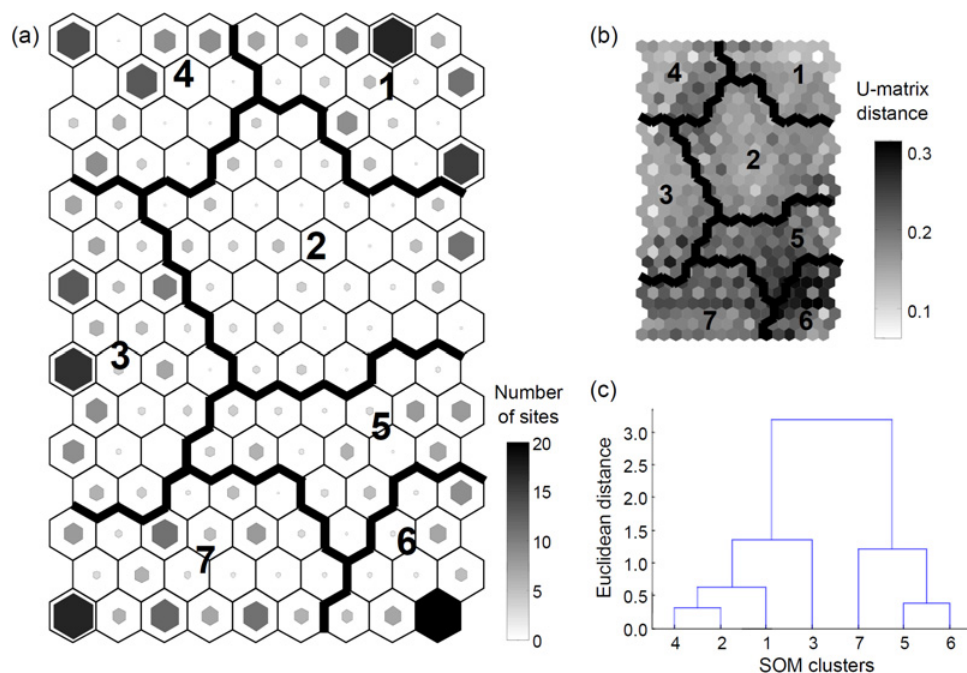 (a)
4
1
2
3
5
6
7
Number
of sites
20
15
10
5
0
(b)
4
1
2
3
5
7
6
U-matrix
distance
0.3
0.2
0.1
(c)
Euclidean distance
3.0
2.5
2.0
1.5
1.0
0.5
0.0
4 2 1 3 7 5 6
SOM clusters